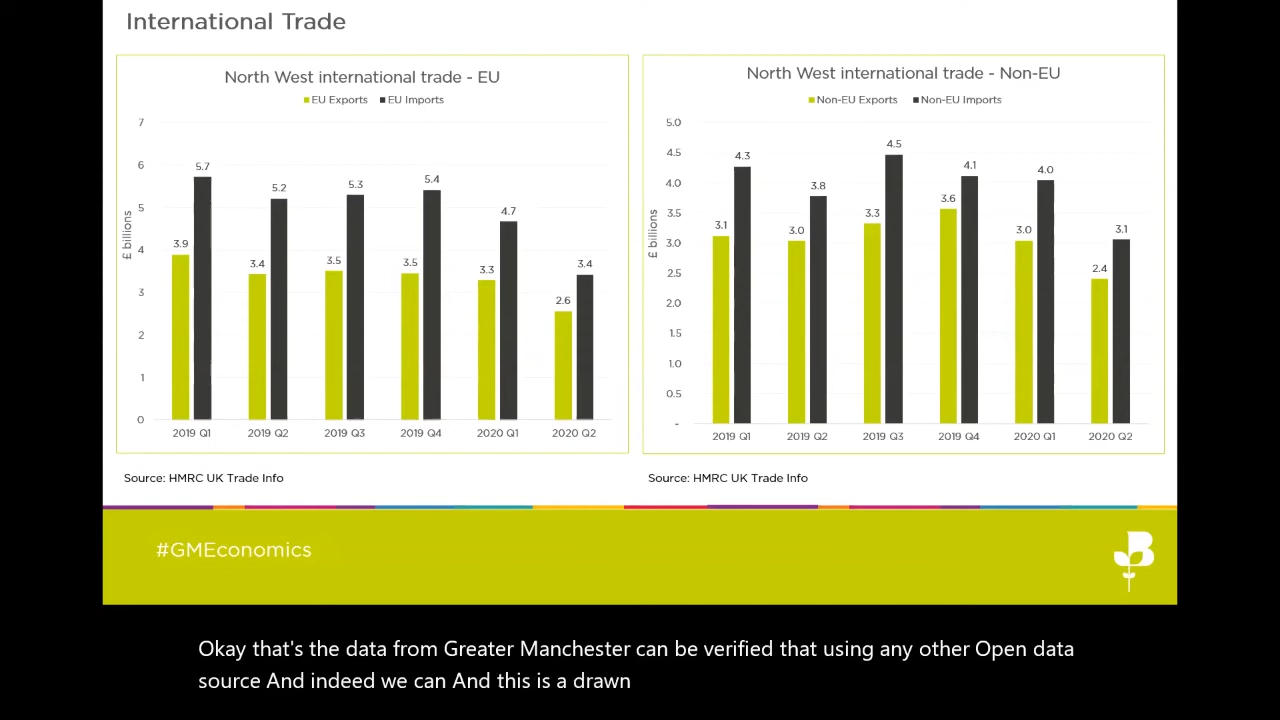 International Trade
North West international trade - EU
EU Exports EU Imports
7
6
5
4
3
2
1
0
£ billions
3.9 5.7
3.4 5.2
3.5 5.3
3.5 5.4
3.3 4.7
2.6 3.4
2019 Q1 2019 Q2 2019 Q3 2019 Q4 2020 Q1 2020 Q2
Source: HMRC UK Trade Info
North West international trade - Non-EU
Non-EU Exports Non-EU Imports
5.0
4.5
4.0
3.5
3.0
2.5
2.0
1.5
1.0
0.5
-
£ billions
3.1 4.3
3.0 3.8
3.3 4.5
3.6 4.1
3.0 4.0
2.4 3.1
2019 Q1 2019 Q2 2019 Q3 2019 Q4 2020 Q1 2020 Q2
Source: HMRC UK Trade Info
#GMEconomics
Okay that's the data from Greater Manchester can be verified that using any other Open data
source And indeed we can And this is a drawn